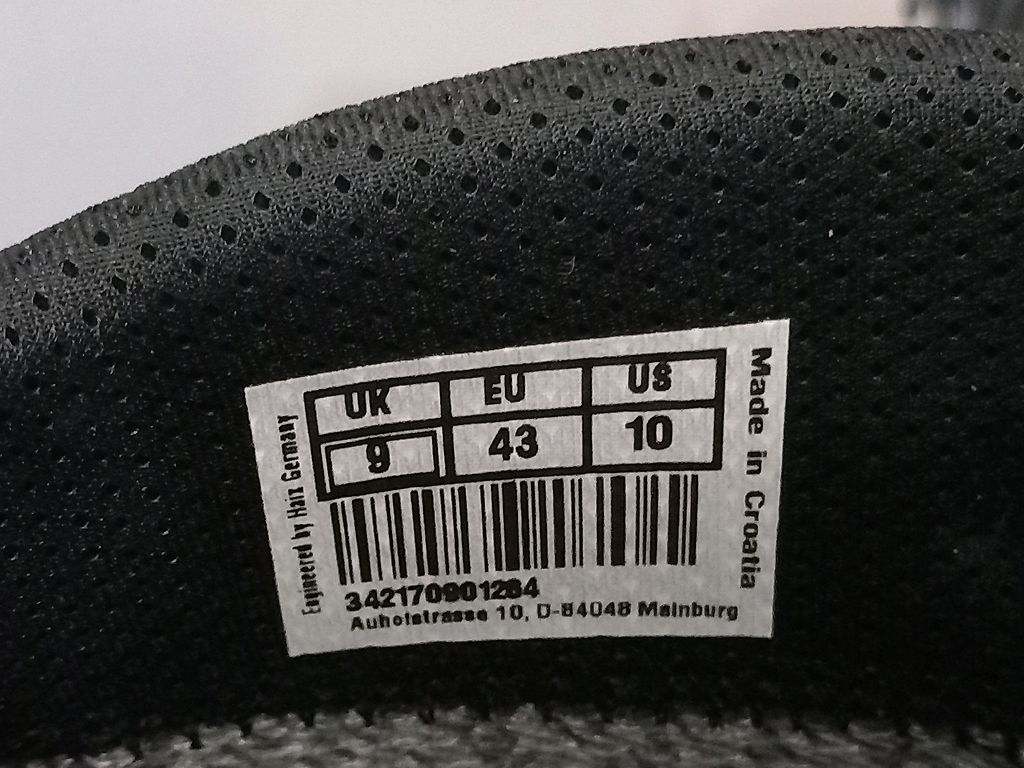 UK EU US
9 43 10
342170901284
Auhofstrasse 10, D-84048 Mainburg
Engineered by Haix Germany
Made in Croatia